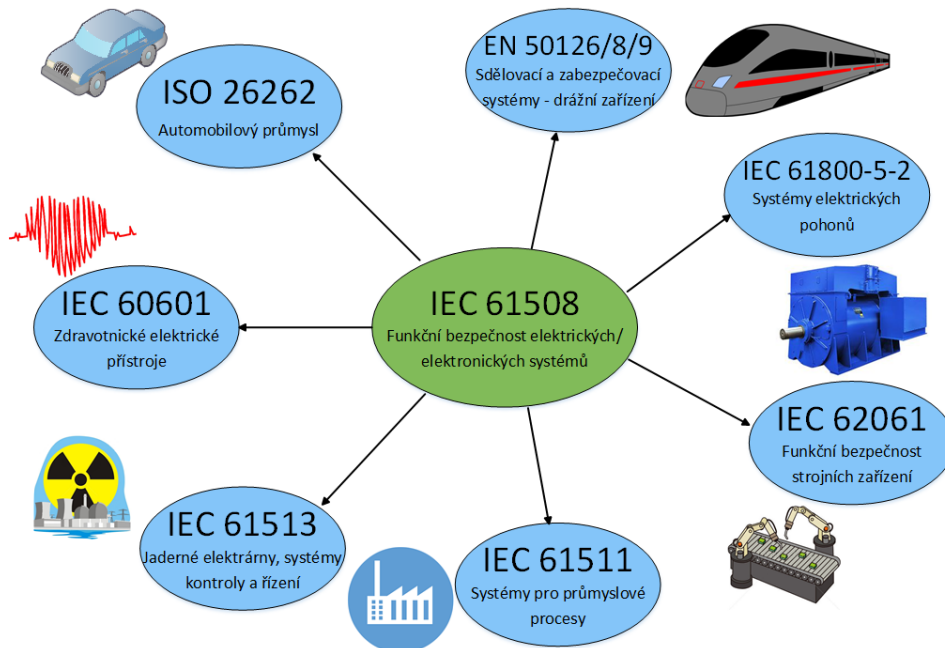 ISO 26262
Automobilový průmysl
EN 50126/8/9
Sdělovací a zabezpečovací
systémy - drážní zařízení
IEC 61800-5-2
Systémy elektrických
pohonů
IEC 60601
Zdravotnické elektrické
přístroje
IEC 61508
Funkční bezpečnost elektrických/
elektronických systémů
IEC 62061
Funkční bezpečnost
strojních zařízení
IEC 61513
Jaderné elektrárny, systémy
kontroly a řízení
IEC 61511
Systémy pro průmyslové
procesy